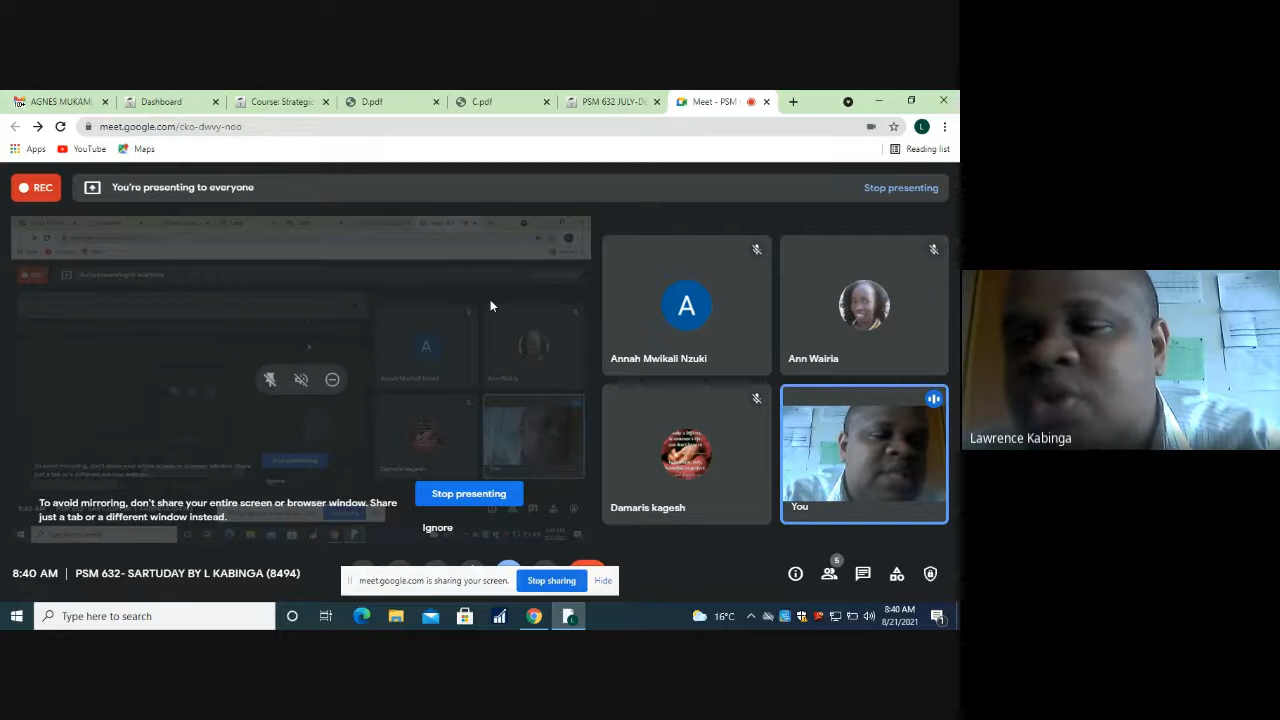 AGNES MUKAMI
Dashboard
Course: Strategic
D.pdf
C.pdf
PSM 632 JULY-DE
Meet - PSM
meet.google.com/cko-dwvy-noo
L
Apps
YouTube
Maps
Reading list
REC
You're presenting to everyone
Stop presenting
A
Annah Mwikali Nzuki
Ann Wairia
Damaris kagesh
You
To avoid mirroring, don't share your entire screen or browser window. Share
just a tab or a different window instead.
Stop presenting
Ignore
8:40 AM | PSM 632- SARTUDAY BY L KABINGA (8494)
meet.google.com is sharing your screen.
Stop sharing
Hide
5
Type here to search
16°C
8:40 AM
8/21/2021
1
Lawrence Kabinga